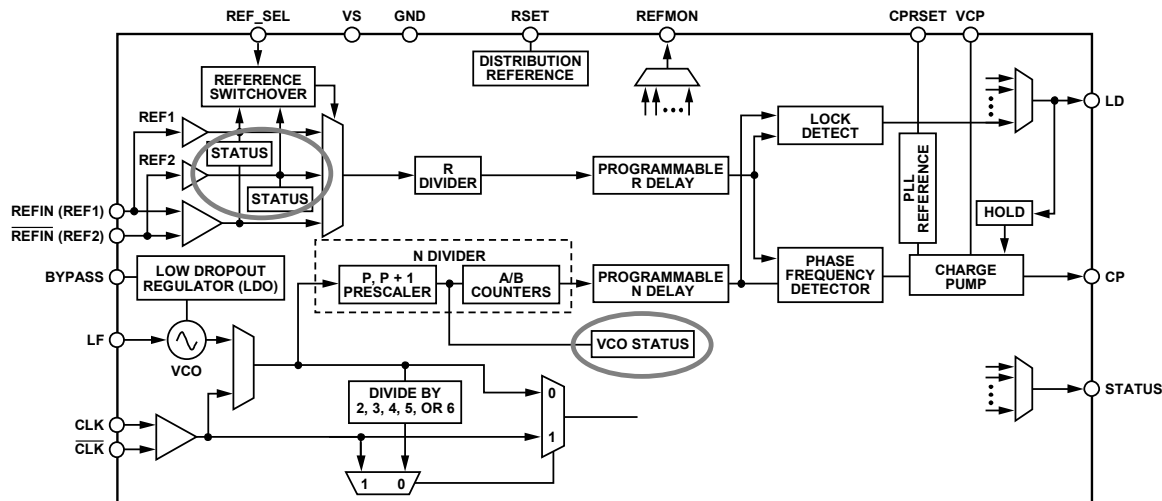 REF_SEL
VS
GND
RSET
REFMON
CPRSET
VCP
DISTRIBUTION
REFERENCE
REFERENCE
SWITCHOVER
REF1
STATUS
REF2
STATUS
R
DIVIDER
PROGRAMMABLE
R DELAY
LOCK
DETECT
PLL
REFERENCE
LD
HOLD
REFIN (REF1)
REFIN (REF2)
BYPASS
LOW DROPOUT
REGULATOR (LDO)
N DIVIDER
P, P + 1
PRESCALER
A/B
COUNTERS
PROGRAMMABLE
N DELAY
PHASE
FREQUENCY
DETECTOR
CHARGE
PUMP
CP
LF
VCO
VCO STATUS
STATUS
DIVIDE BY
2, 3, 4, 5, OR 6
0
1
CLK
CLK
1 0